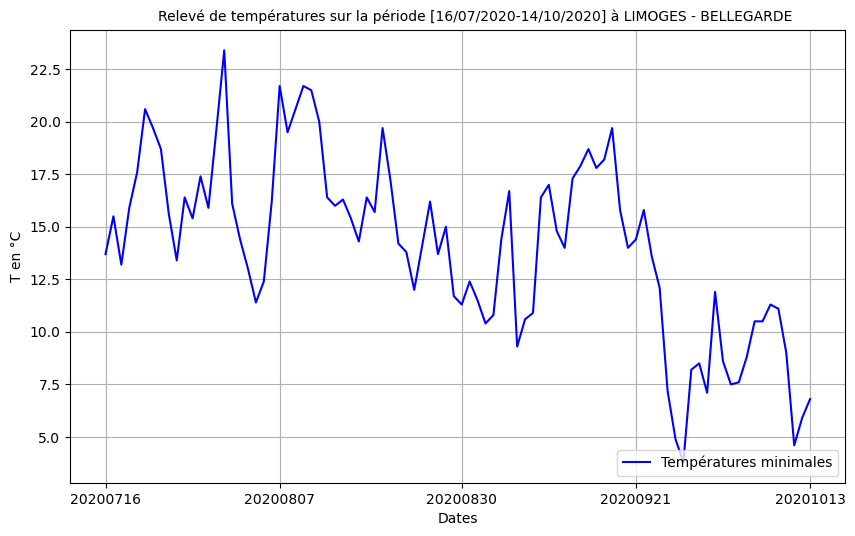 Relevé de températures sur la période [16/07/2020-14/10/2020] à LIMOGES - BELLEGARDE
T en °C
22.5
20.0
17.5
15.0
12.5
10.0
7.5
5.0
Températures minimales
20200716 20200807 20200830 20200921 20201013
Dates